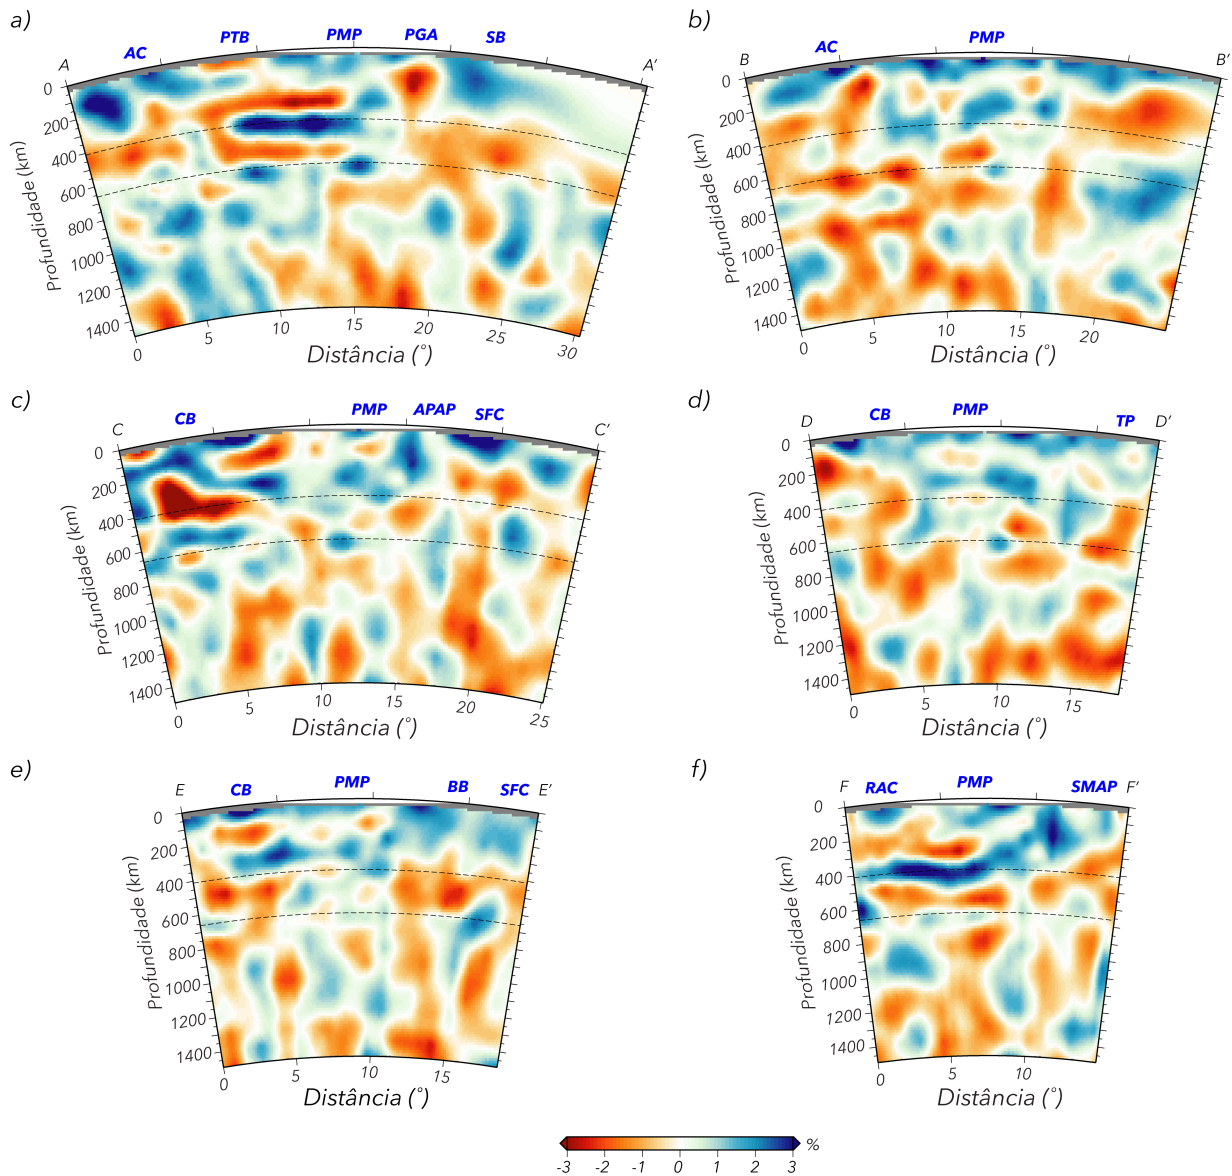 a)
AC PTB PMP PGA SB
A A’
0
200
400
600
800
1000
1200
1400
Profundidade (km)
0 5 10 15 20 25 30
Distância (°)
b)
AC PMP
B B’
0
200
400
600
800
1000
1200
1400
Profundidade (km)
0 5 10 15 20
Distância (°)
c)
CB PMP APAP SFC
C C’
0
200
400
600
800
1000
1200
1400
Profundidade (km)
0 5 10 15 20 25
Distância (°)
d)
CB PMP TP
D D’
0
200
400
600
800
1000
1200
1400
Profundidade (km)
0 5 10 15
Distância (°)
e)
E CB PMP BB SFC E’
0
200
400
600
800
1000
1200
1400
Profundidade (km)
0 5 10 15
Distância (°)
f)
F RAC PMP SMAP F’
0
200
400
600
800
1000
1200
1400
Profundidade (km)
0 5 10
Distância (°)
-3 -2 -1 0 1 2 3 %